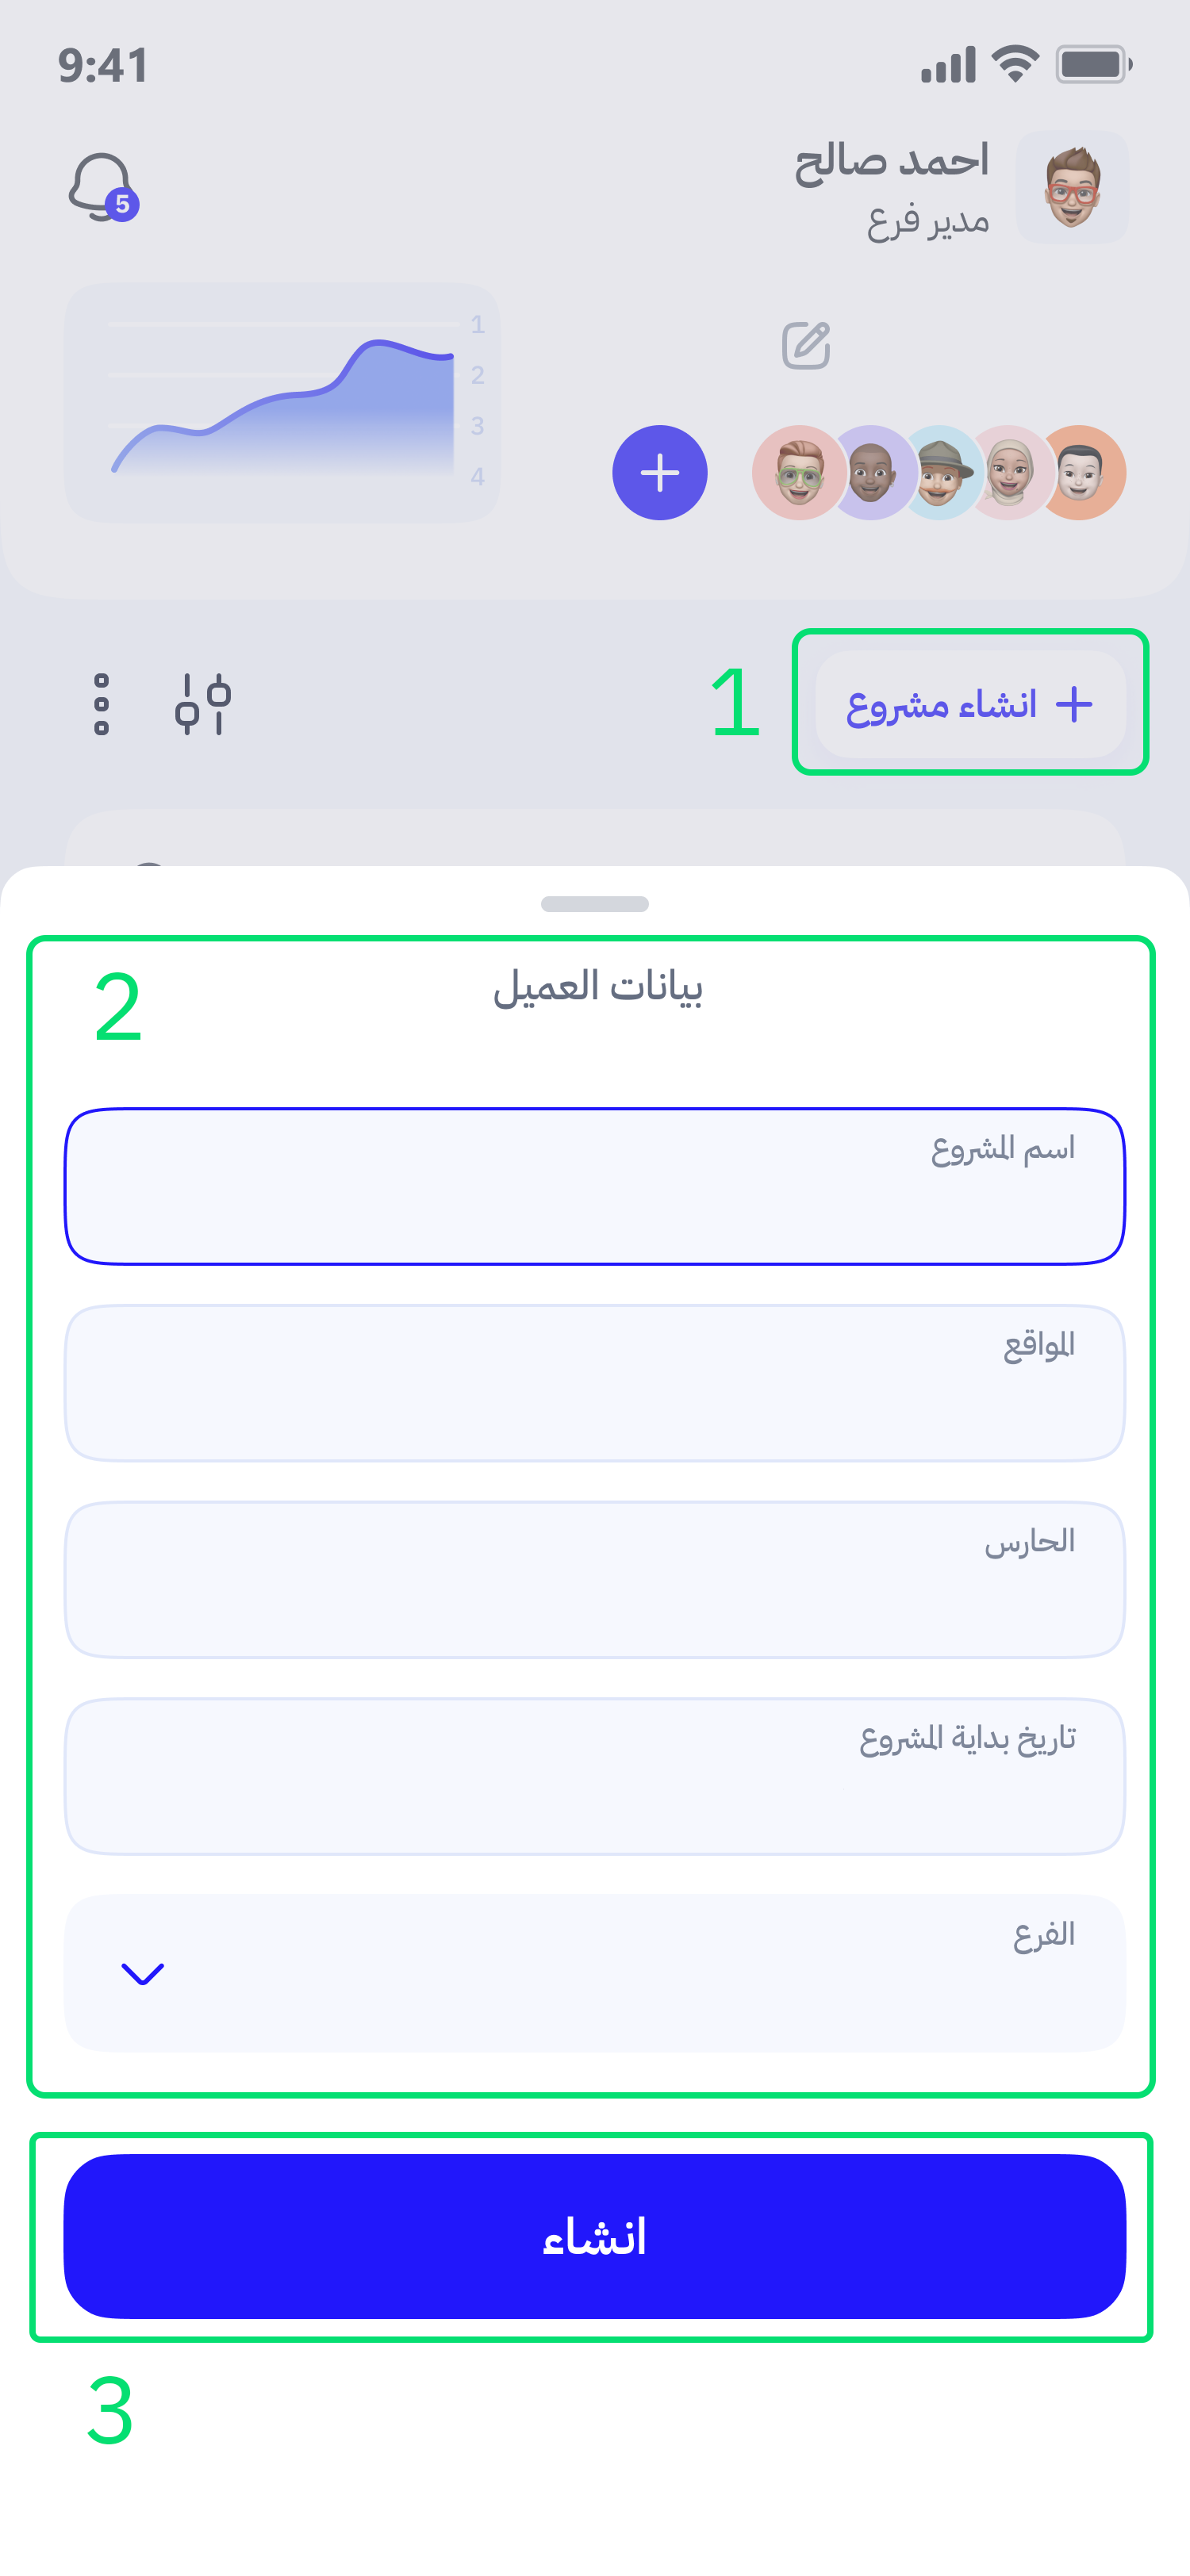 9:41
احمد صالح
مدير فرع
5
1
2
3
4
انشاء مشروع
1
2
بيانات العميل
اسم المشروع
المواقع
الحارس
تاريخ بداية المشروع
الفرع
انشاء
3